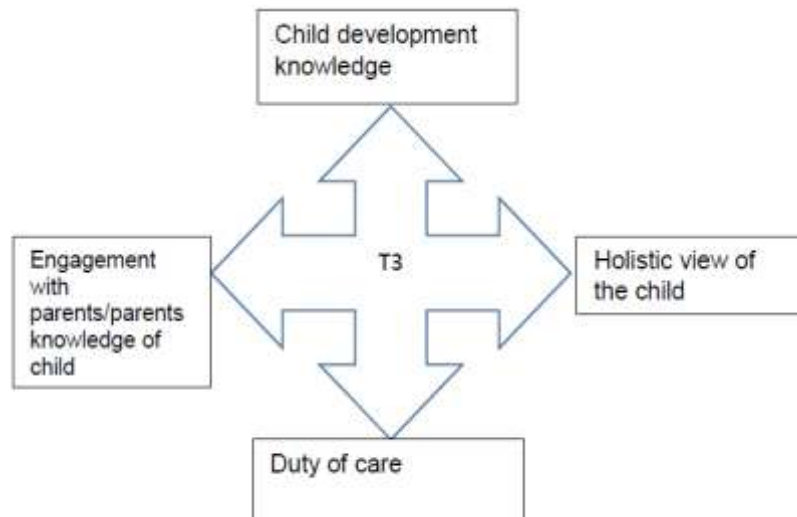 Child development
knowledge
Engagement
with
parents/parents
knowledge of
child
T3
Holistic view of
the child
Duty of care